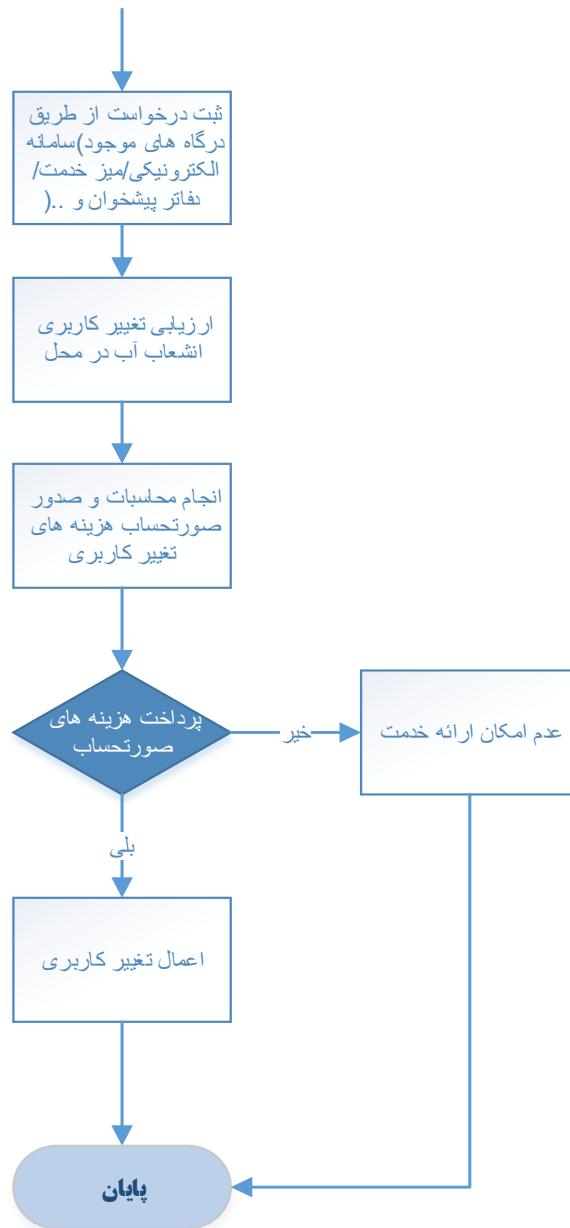 ثبت درخواست از طریق
درگاه های موجود)سامانه
الکترونیکی/میز خدمت/
دفاتر پیشخوان و ..(
ارزیابی تغییر کاربری
انشعاب آب در محل
انجام محاسبات و صدور
صورتحساب هزینه های
تغییر کاربری
پرداخت هزینه های
صورتحساب
خیر
عدم امکان ارائه خدمت
بلی
اعمال تغییر کاربری
پایان